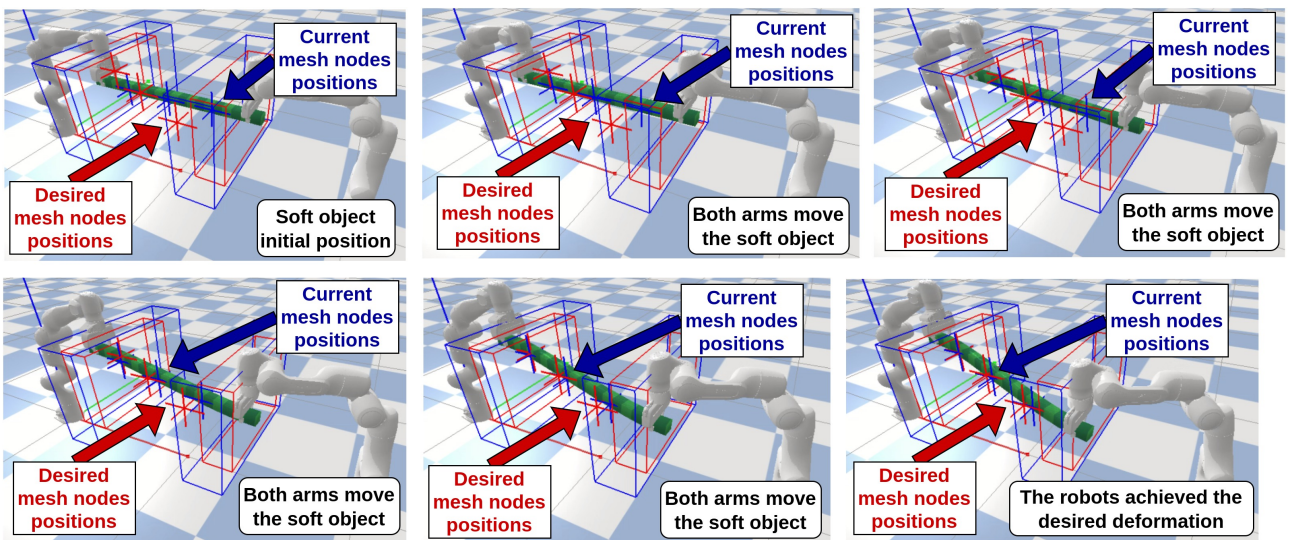 Current
mesh nodes
positions
Desired
mesh nodes
positions
Soft object
initial position
Current
mesh nodes
positions
Desired
mesh nodes
positions
Both arms move
the soft object
Current
mesh nodes
positions
Desired
mesh nodes
positions
Both arms move
the soft object
Current
mesh nodes
positions
Desired
mesh nodes
positions
Both arms move
the soft object
Current
mesh nodes
positions
Desired
mesh nodes
positions
Both arms move
the soft object
Current
mesh nodes
positions
Desired
mesh nodes
positions
The robots achieved the
desired deformation